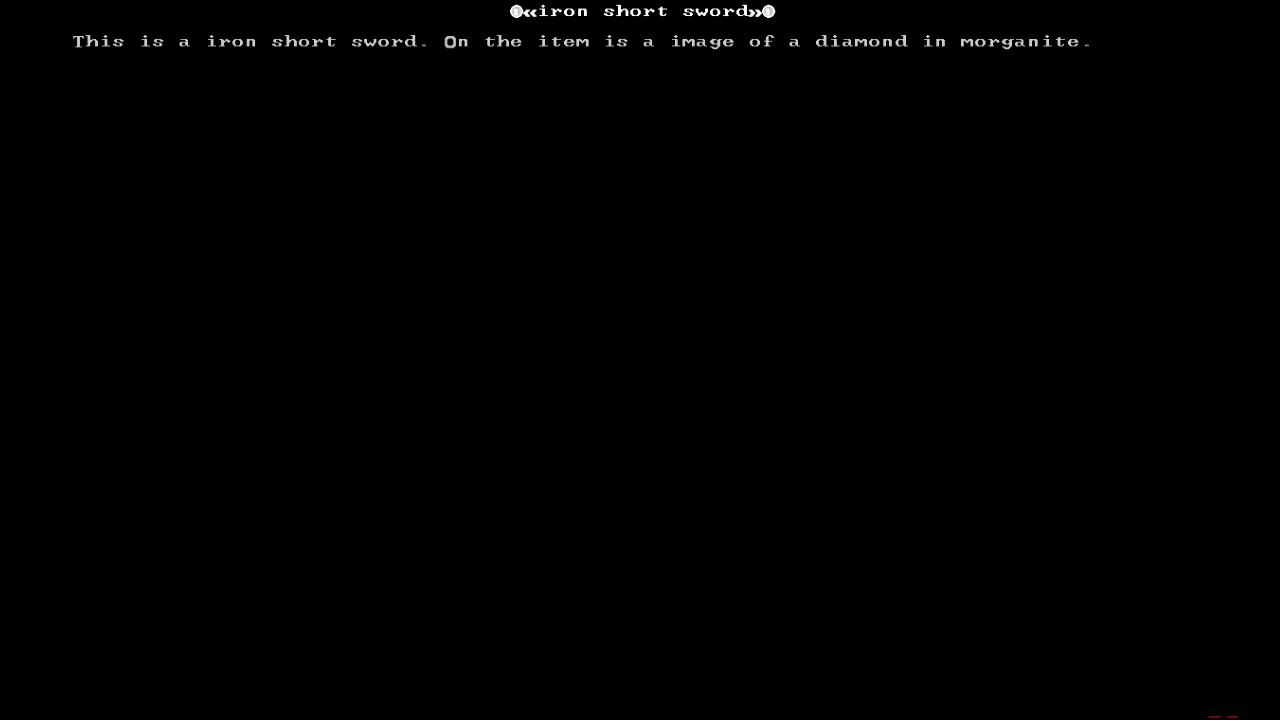 «iron short sword»
This is a iron short sword. On the item is a image of a diamond in morganite.